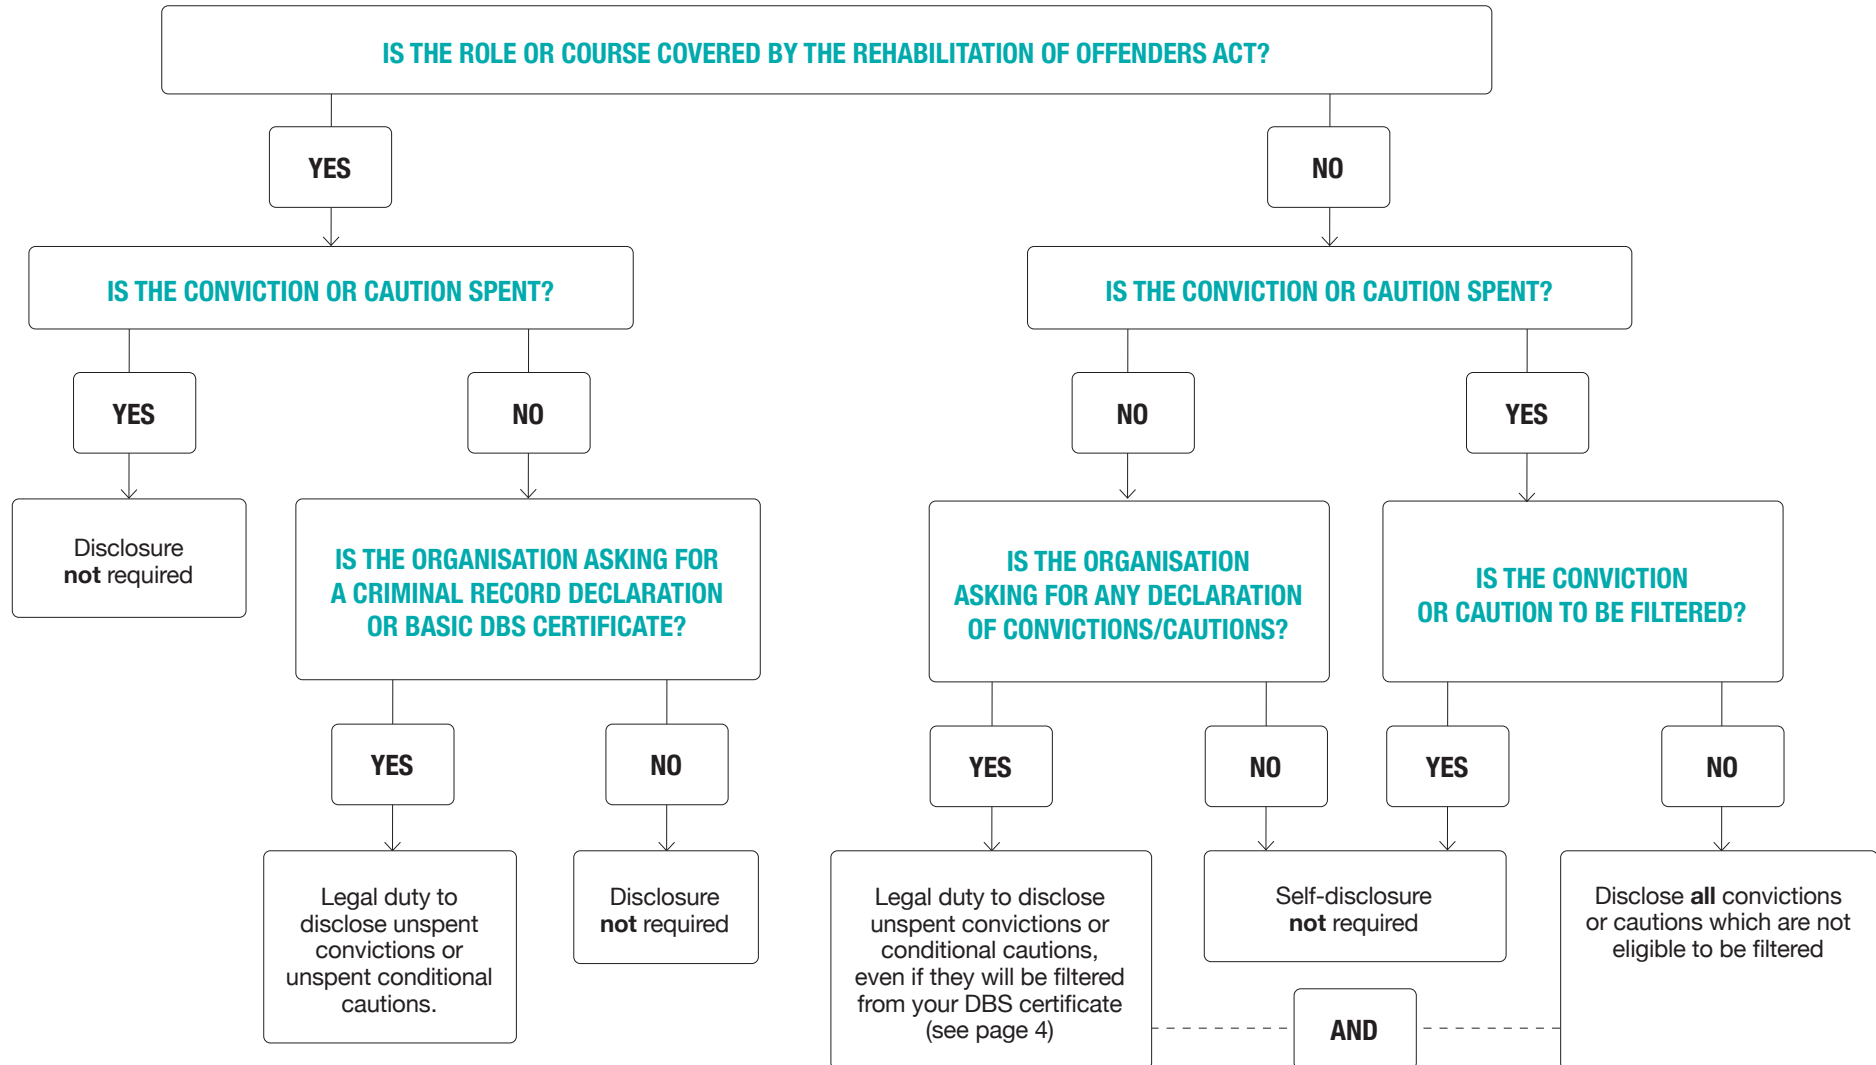 IS THE ROLE OR COURSE COVERED BY THE REHABILITATION OF OFFENDERS ACT?
YES
NO
IS THE CONVICTION OR CAUTION SPENT?
IS THE CONVICTION OR CAUTION SPENT?
YES
NO
NO
YES
Disclosure
not required
IS THE ORGANISATION ASKING FOR
A CRIMINAL RECORD DECLARATION
OR BASIC DBS CERTIFICATE?
IS THE ORGANISATION
ASKING FOR ANY DECLARATION
OF CONVICTIONS/CAUTIONS?
IS THE CONVICTION
OR CAUTION TO BE FILTERED?
YES
NO
YES
NO
YES
NO
Legal duty to
disclose unspent
convictions or
unspent conditional
cautions.
Disclosure
not required
Legal duty to disclose
unspent convictions or
conditional cautions,
even if they will be filtered
from your DBS certificate
(see page 4)
Self-disclosure
not required
Disclose all convictions
or cautions which are not
eligible to be filtered
AND